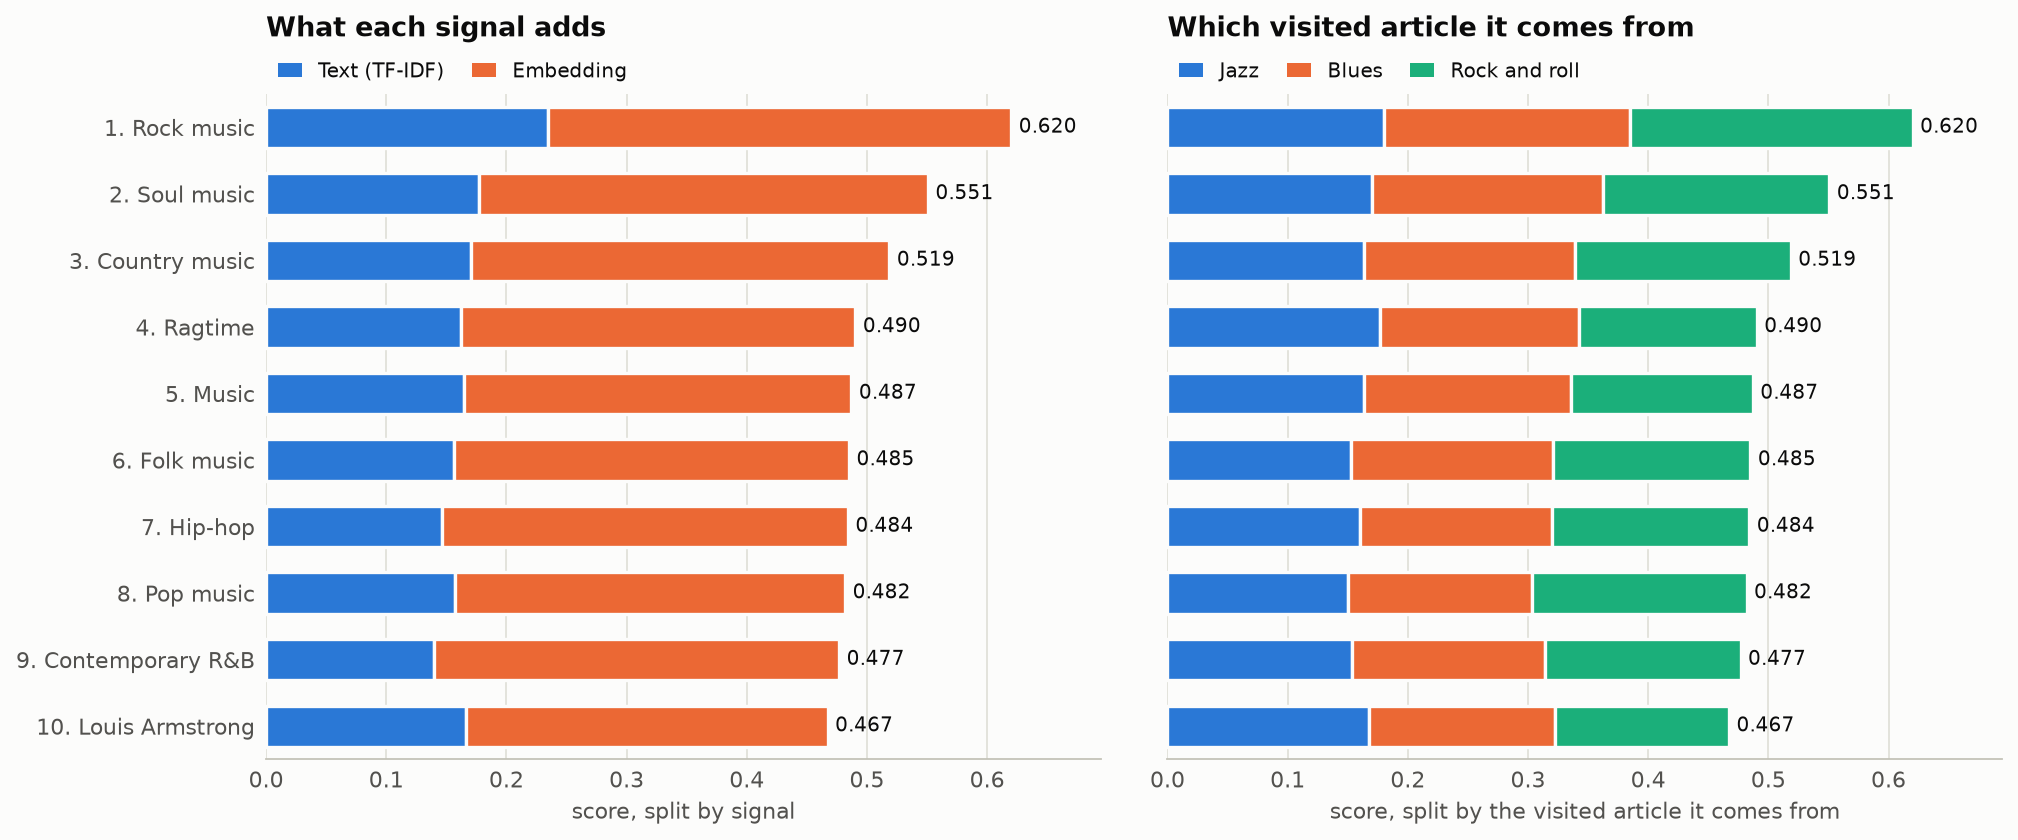 What each signal adds
Text (TF-IDF) Embedding
1. Rock music 0.620
2. Soul music 0.551
3. Country music 0.519
4. Ragtime 0.490
5. Music 0.487
6. Folk music 0.485
7. Hip-hop 0.484
8. Pop music 0.482
9. Contemporary R&B 0.477
10. Louis Armstrong 0.467
0.0 0.1 0.2 0.3 0.4 0.5 0.6
score, split by signal
Which visited article it comes from
Jazz Blues Rock and roll
0.620
0.551
0.519
0.490
0.487
0.485
0.484
0.482
0.477
0.467
0.0 0.1 0.2 0.3 0.4 0.5 0.6
score, split by the visited article it comes from